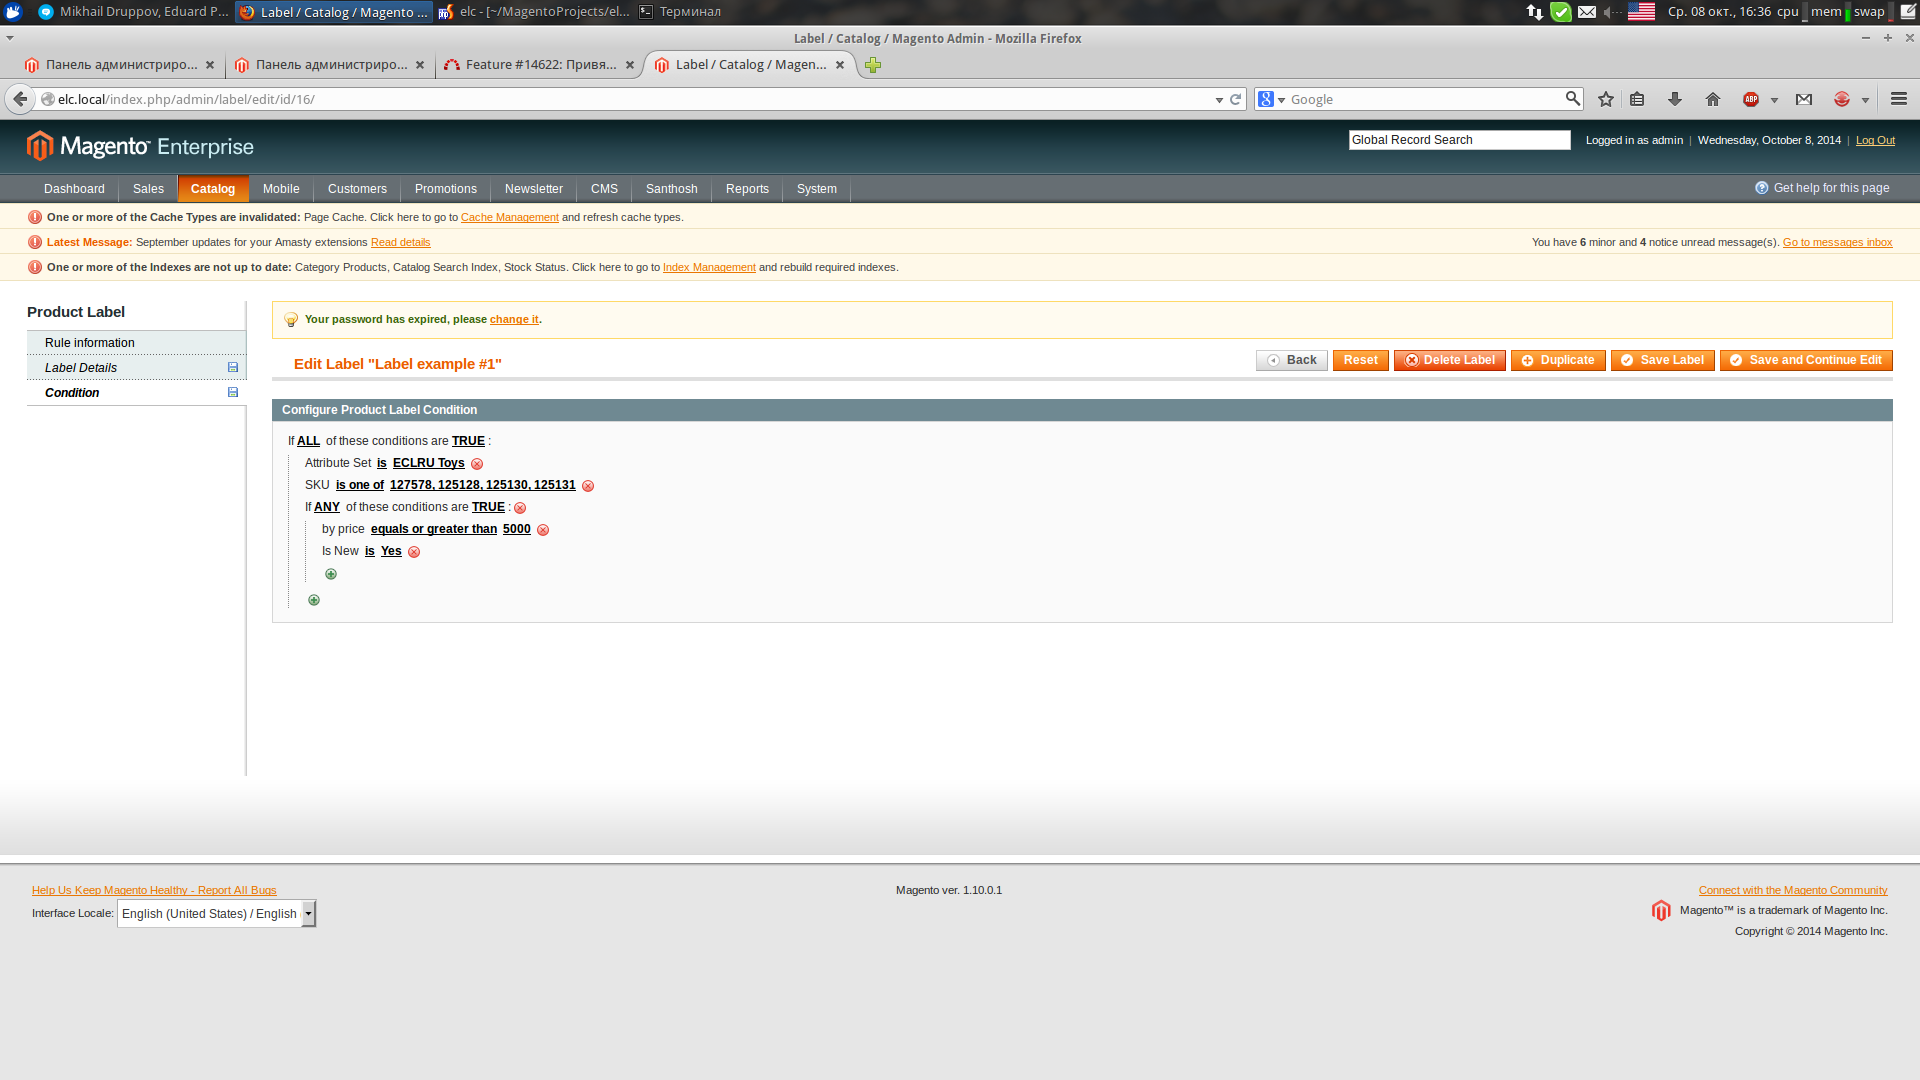 Mikhail Druppov, Eduard P... Label / Catalog / Magento ... elc - [~/MagentoProjects/el... Терминал Ср. 08 окт., 16:36 cpu mem swap
Label / Catalog / Magento Admin - Mozilla Firefox
Панель администриро... Панель администриро... Feature #14622: Привя... Label / Catalog / Magen...
elc.local/index.php/admin/label/edit/id/16/ Google ABP
Magento Enterprise Global Record Search Logged in as admin | Wednesday, October 8, 2014 | Log Out
Dashboard Sales Catalog Mobile Customers Promotions Newsletter CMS Santhosh Reports System Get help for this page
One or more of the Cache Types are invalidated: Page Cache. Click here to go to Cache Management and refresh cache types.
Latest Message: September updates for your Amasty extensions Read details You have 6 minor and 4 notice unread message(s). Go to messages inbox
One or more of the Indexes are not up to date: Category Products, Catalog Search Index, Stock Status. Click here to go to Index Management and rebuild required indexes.
Product Label
Rule information
Label Details
Condition
Your password has expired, please change it.
Edit Label "Label example #1" Back Reset Delete Label Duplicate Save Label Save and Continue Edit
Configure Product Label Condition
If ALL of these conditions are TRUE :
Attribute Set is ECLRU Toys
SKU is one of 127578, 125128, 125130, 125131
If ANY of these conditions are TRUE :
by price equals or greater than 5000
Is New is Yes
Help Us Keep Magento Healthy - Report All Bugs Magento ver. 1.10.0.1 Connect with the Magento Community
Interface Locale: English (United States) / English Magento™ is a trademark of Magento Inc.
Copyright © 2014 Magento Inc.